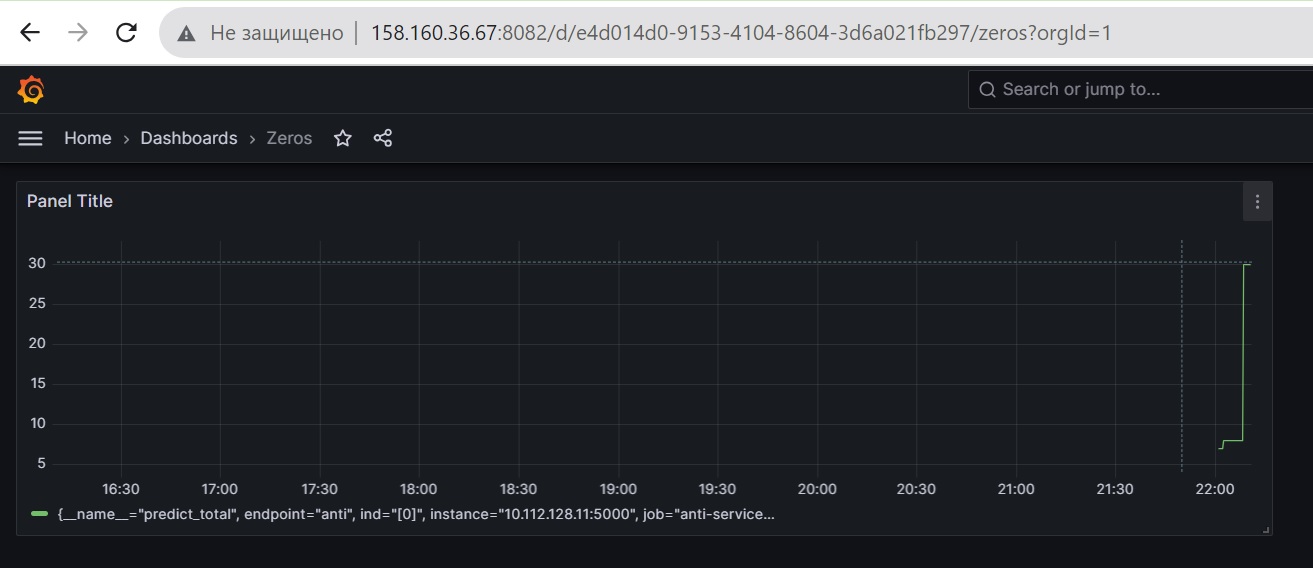 Не защищено 158.160.36.67:8082/d/e4d014d0-9153-4104-8604-3d6a021fb297/zeros?orgId=1
Search or jump to...
Home › Dashboards › Zeros
Panel Title
30
25
20
15
10
5
16:30 17:00 17:30 18:00 18:30 19:00 19:30 20:00 20:30 21:00 21:30 22:00
{__name__="predict_total", endpoint="anti", ind="[0]", instance="10.112.128.11:5000", job="anti-service...